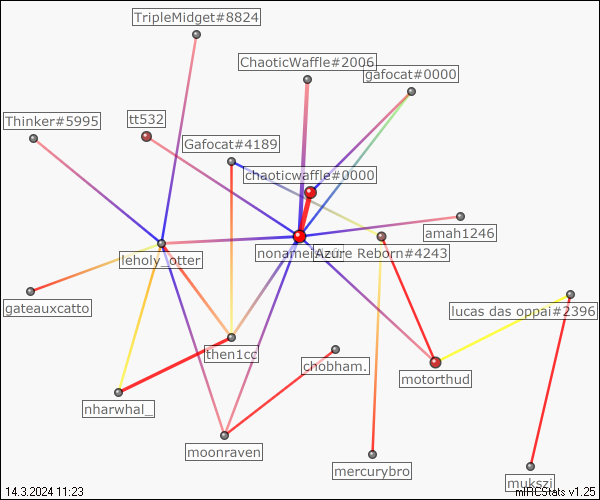 TripleMidget#8824
ChaoticWaffle#2006
gafocat#0000
Thinker#5995
tt532
Gafocat#4189
chaoticwaffle#0000
amah1246
leholy_otter
Azure Reborn#4243
gateauxcatto
lucas das oppai#2396
then1cc
chobham.
motorthud
nharwhal_
moonraven
mercurybro
mukszi
14.3.2024 11:23
mIRCStats v1.25